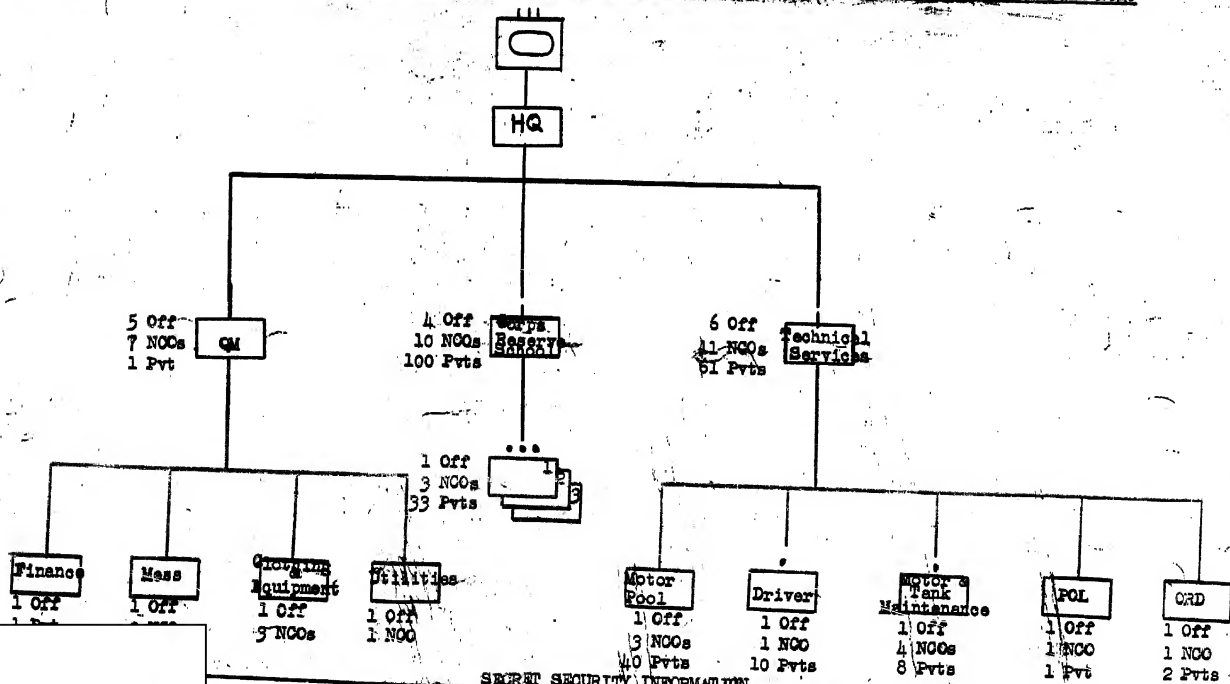 HQ
5 Off
7 NCOs
1 Pvt
QM
4 Off
10 NCOs
100 Pvts
Corps
Reserve
School
6 Off
11 NCOs
61 Pvts
Technical
Services
1 Off
3 NCOs
33 Pvts
1
2
3
Finance
1 Off
Mess
1 Off
Clothing
&
Equipment
1 Off
3 NCOs
Utilities
1 Off
1 NCO
Motor
Pool
1 Off
3 NCOs
40 Pvts
Driver
1 Off
1 NCO
10 Pvts
Motor &
Tank
Maintenance
1 Off
4 NCOs
8 Pvts
POL
1 Off
1 NCO
1 Pvt
ORD
1 Off
1 NCO
2 Pvts
SECRET SECURITY INFORMATION